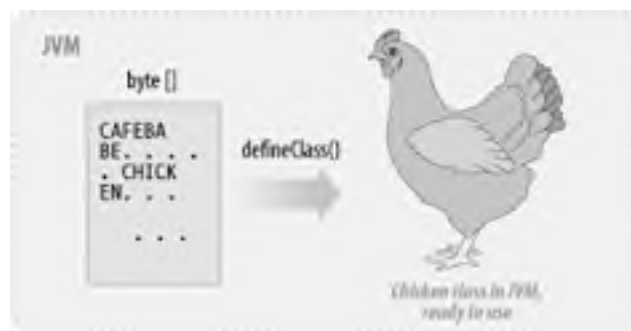 JVM
byte []
CAFEBA
BE. . . .
. CHICK
EN. . .
. . .
defineClass()
Chicken class in JVM,
ready to use